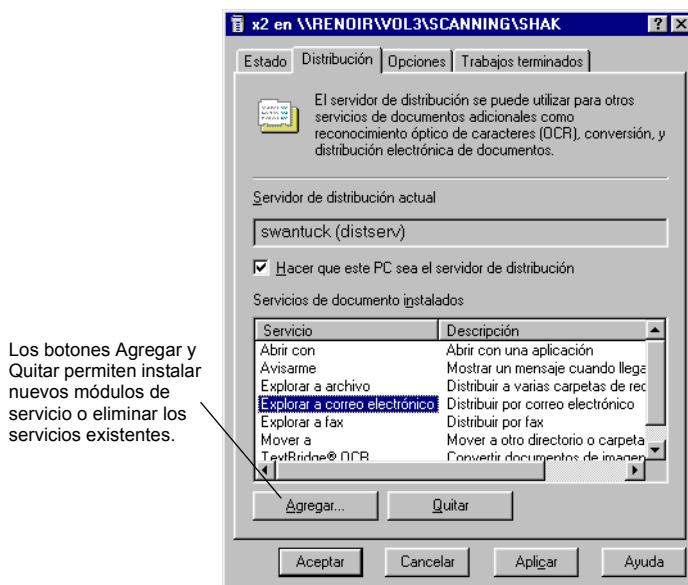 x2 en \\RENOIR\VOL3\SCANNING\SHAK
Estado Distribución Opciones Trabajos terminados
El servidor de distribución se puede utilizar para otros
servicios de documentos adicionales como
reconocimiento óptico de caracteres (OCR), conversión, y
distribución electrónica de documentos.
Servidor de distribución actual
swantuck (distserv)
Hacer que este PC sea el servidor de distribución
Servicios de documento instalados
Servicio Descripción
Abrir con Abrir con una aplicación
Avisarme Mostrar un mensaje cuando llega
Explorar a archivo Distribuir a varias carpetas de rec
Explorar a correo electrónico Distribuir por correo electrónico
Explorar a fax Distribuir por fax
Mover a Mover a otro directorio o carpeta
TextBridge® OCR Convertir documentos de imagen
Agregar... Quitar
Aceptar Cancelar Aplicar Ayuda
Los botones Agregar y
Quitar permiten instalar
nuevos módulos de
servicio o eliminar los
servicios existentes.